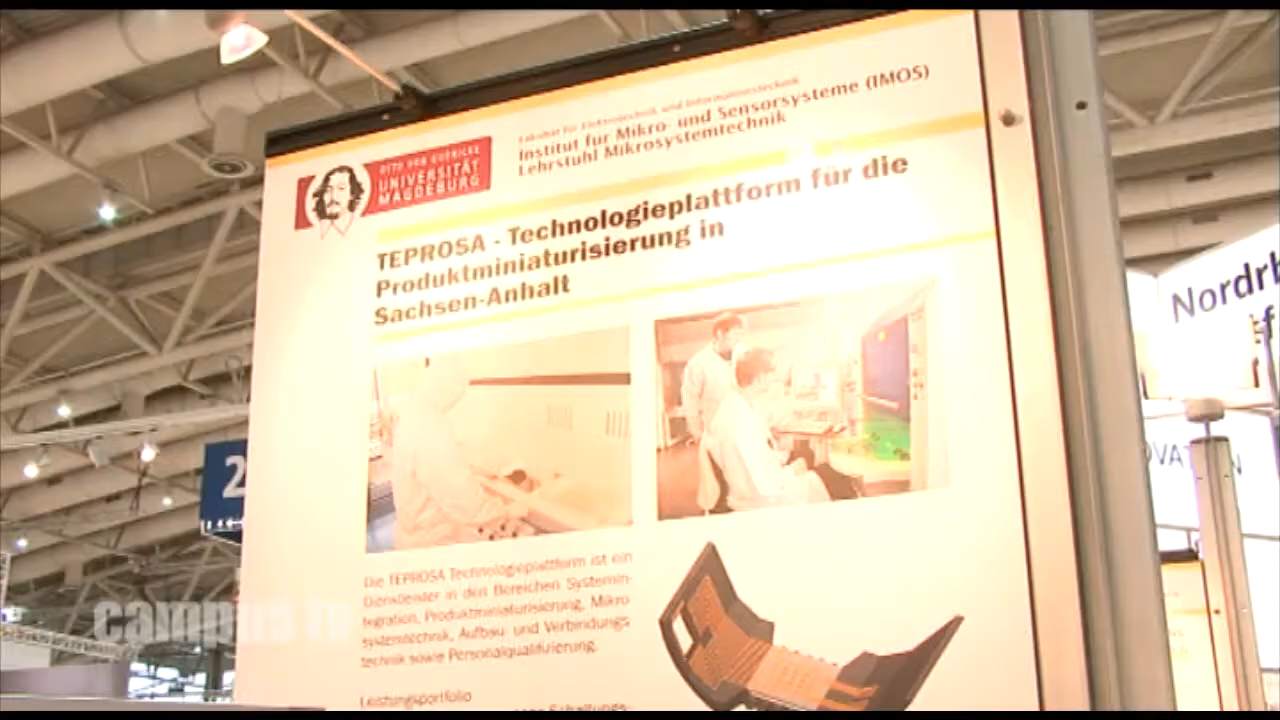 Fakultät für Elektrotechnik und Informationstechnik
Institut für Mikro- und Sensorsysteme (IMOS)
Lehrstuhl Mikrosystemtechnik
OTTO VON GUERICKE
UNIVERSITÄT
MAGDEBURG
TEPROSA - Technologieplattform für die
Produktminiaturisierung in
Sachsen-Anhalt
Die TEPROSA Technologieplattform ist ein
Dienstleister in den Bereichen Systemin-
tegration, Produktminiaturisierung, Mikro
systemtechnik, Aufbau- und Verbindungs
technik sowie Personalqualifizierung.
Leistungsportfolio
Schaltungs-
2
Nordrh
campus tv